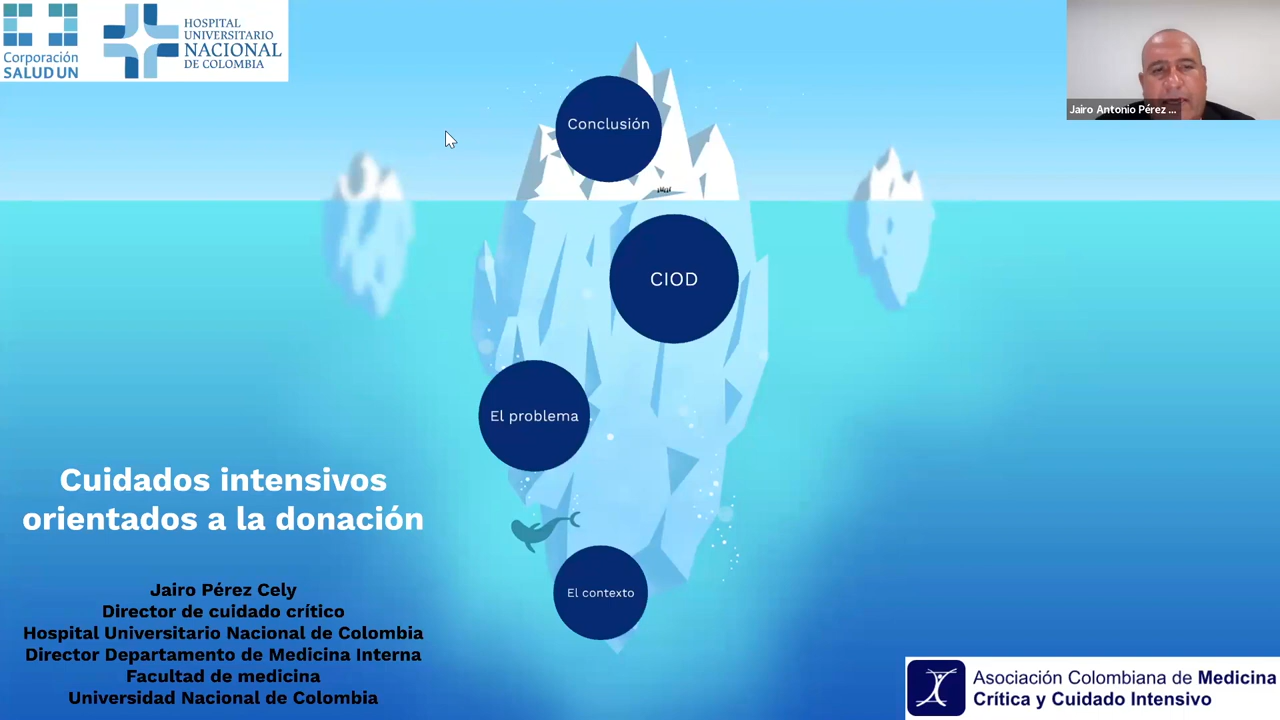 Corporación
SALUD UN
HOSPITAL
UNIVERSITARIO
NACIONAL
DE COLOMBIA
Jairo Antonio Pérez ...
Conclusión
CIOD
El problema
El contexto
Cuidados intensivos
orientados a la donación
Jairo Pérez Cely
Director de cuidado crítico
Hospital Universitario Nacional de Colombia
Director Departamento de Medicina Interna
Facultad de medicina
Universidad Nacional de Colombia
Asociación Colombiana de Medicina
Crítica y Cuidado Intensivo